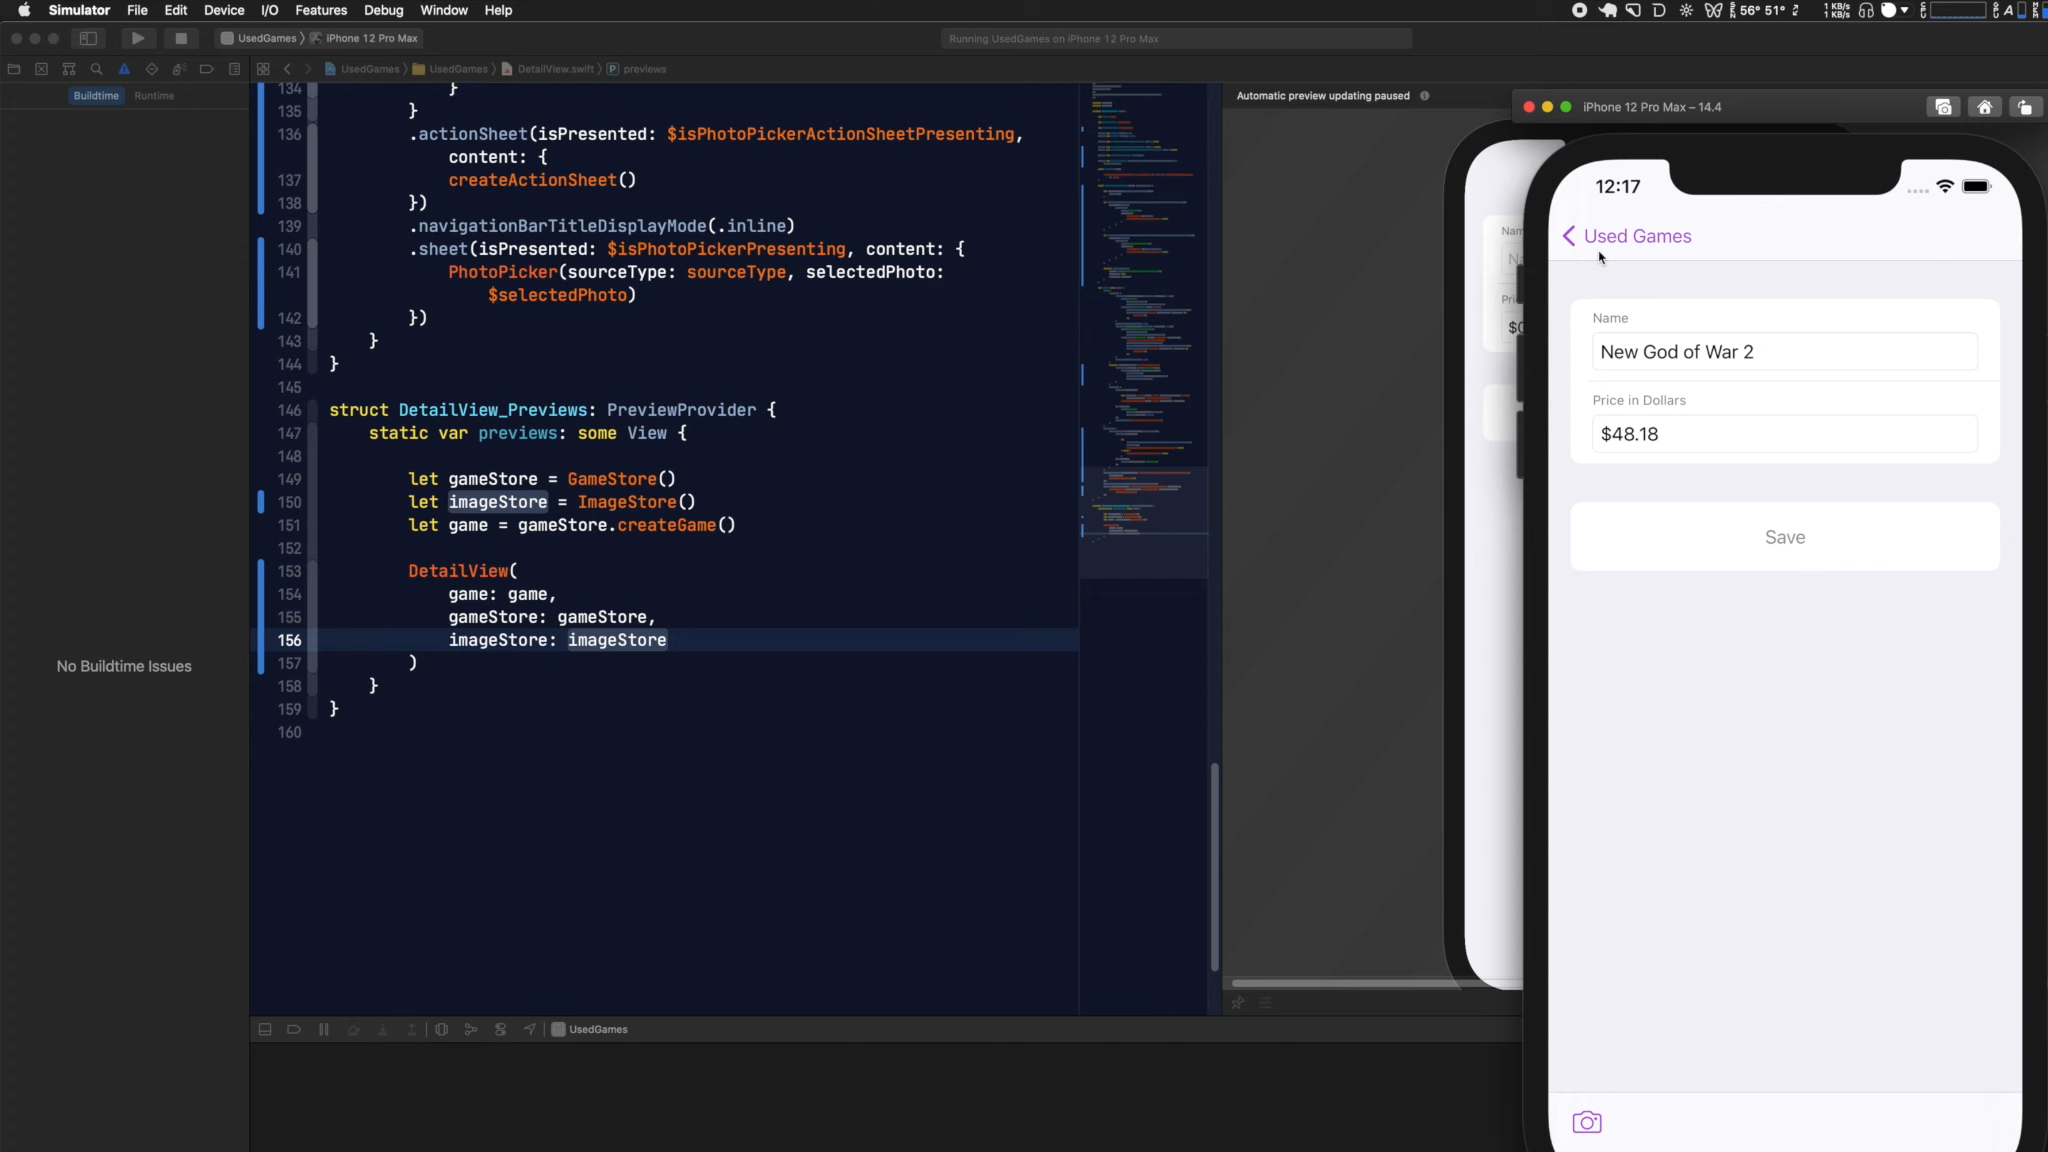 Simulator File Edit Device I/O Features Debug Window Help
56° 51° 1 KB/s 1 KB/s
UsedGames iPhone 12 Pro Max
Running UsedGames on iPhone 12 Pro Max
UsedGames UsedGames DetailView.swift P previews
Buildtime Runtime
No Buildtime Issues
134 }
135 }
136 .actionSheet(isPresented: $isPhotoPickerActionSheetPresenting,
content: {
137 createActionSheet()
138 })
139 .navigationBarTitleDisplayMode(.inline)
140 .sheet(isPresented: $isPhotoPickerPresenting, content: {
141 PhotoPicker(sourceType: sourceType, selectedPhoto:
$selectedPhoto)
142 })
143 }
144 }
145
146 struct DetailView_Previews: PreviewProvider {
147 static var previews: some View {
148
149 let gameStore = GameStore()
150 let imageStore = ImageStore()
151 let game = gameStore.createGame()
152
153 DetailView(
154 game: game,
155 gameStore: gameStore,
156 imageStore: imageStore
157 )
158 }
159 }
160
UsedGames
Automatic preview updating paused
iPhone 12 Pro Max – 14.4
12:17
Used Games
Name
New God of War 2
Price in Dollars
$48.18
Save